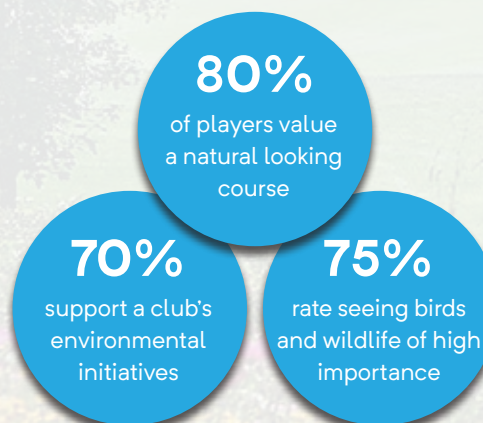 80%
of players value
a natural looking
course
70%
support a club's
environmental
initiatives
75%
rate seeing birds
and wildlife of high
importance